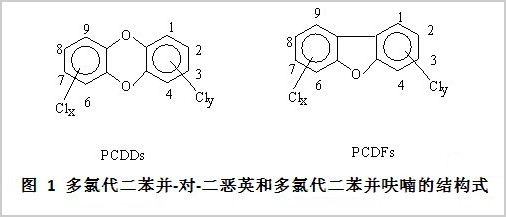 9 1
8 O 2
7 O 3
Clx 6 4 Cly
PCDDs
9 1
8 2
7 3
Clx 6 O 4 Cly
PCDFs
图 1 多氯代二苯并-对-二恶英和多氯代二苯并呋喃的结构式